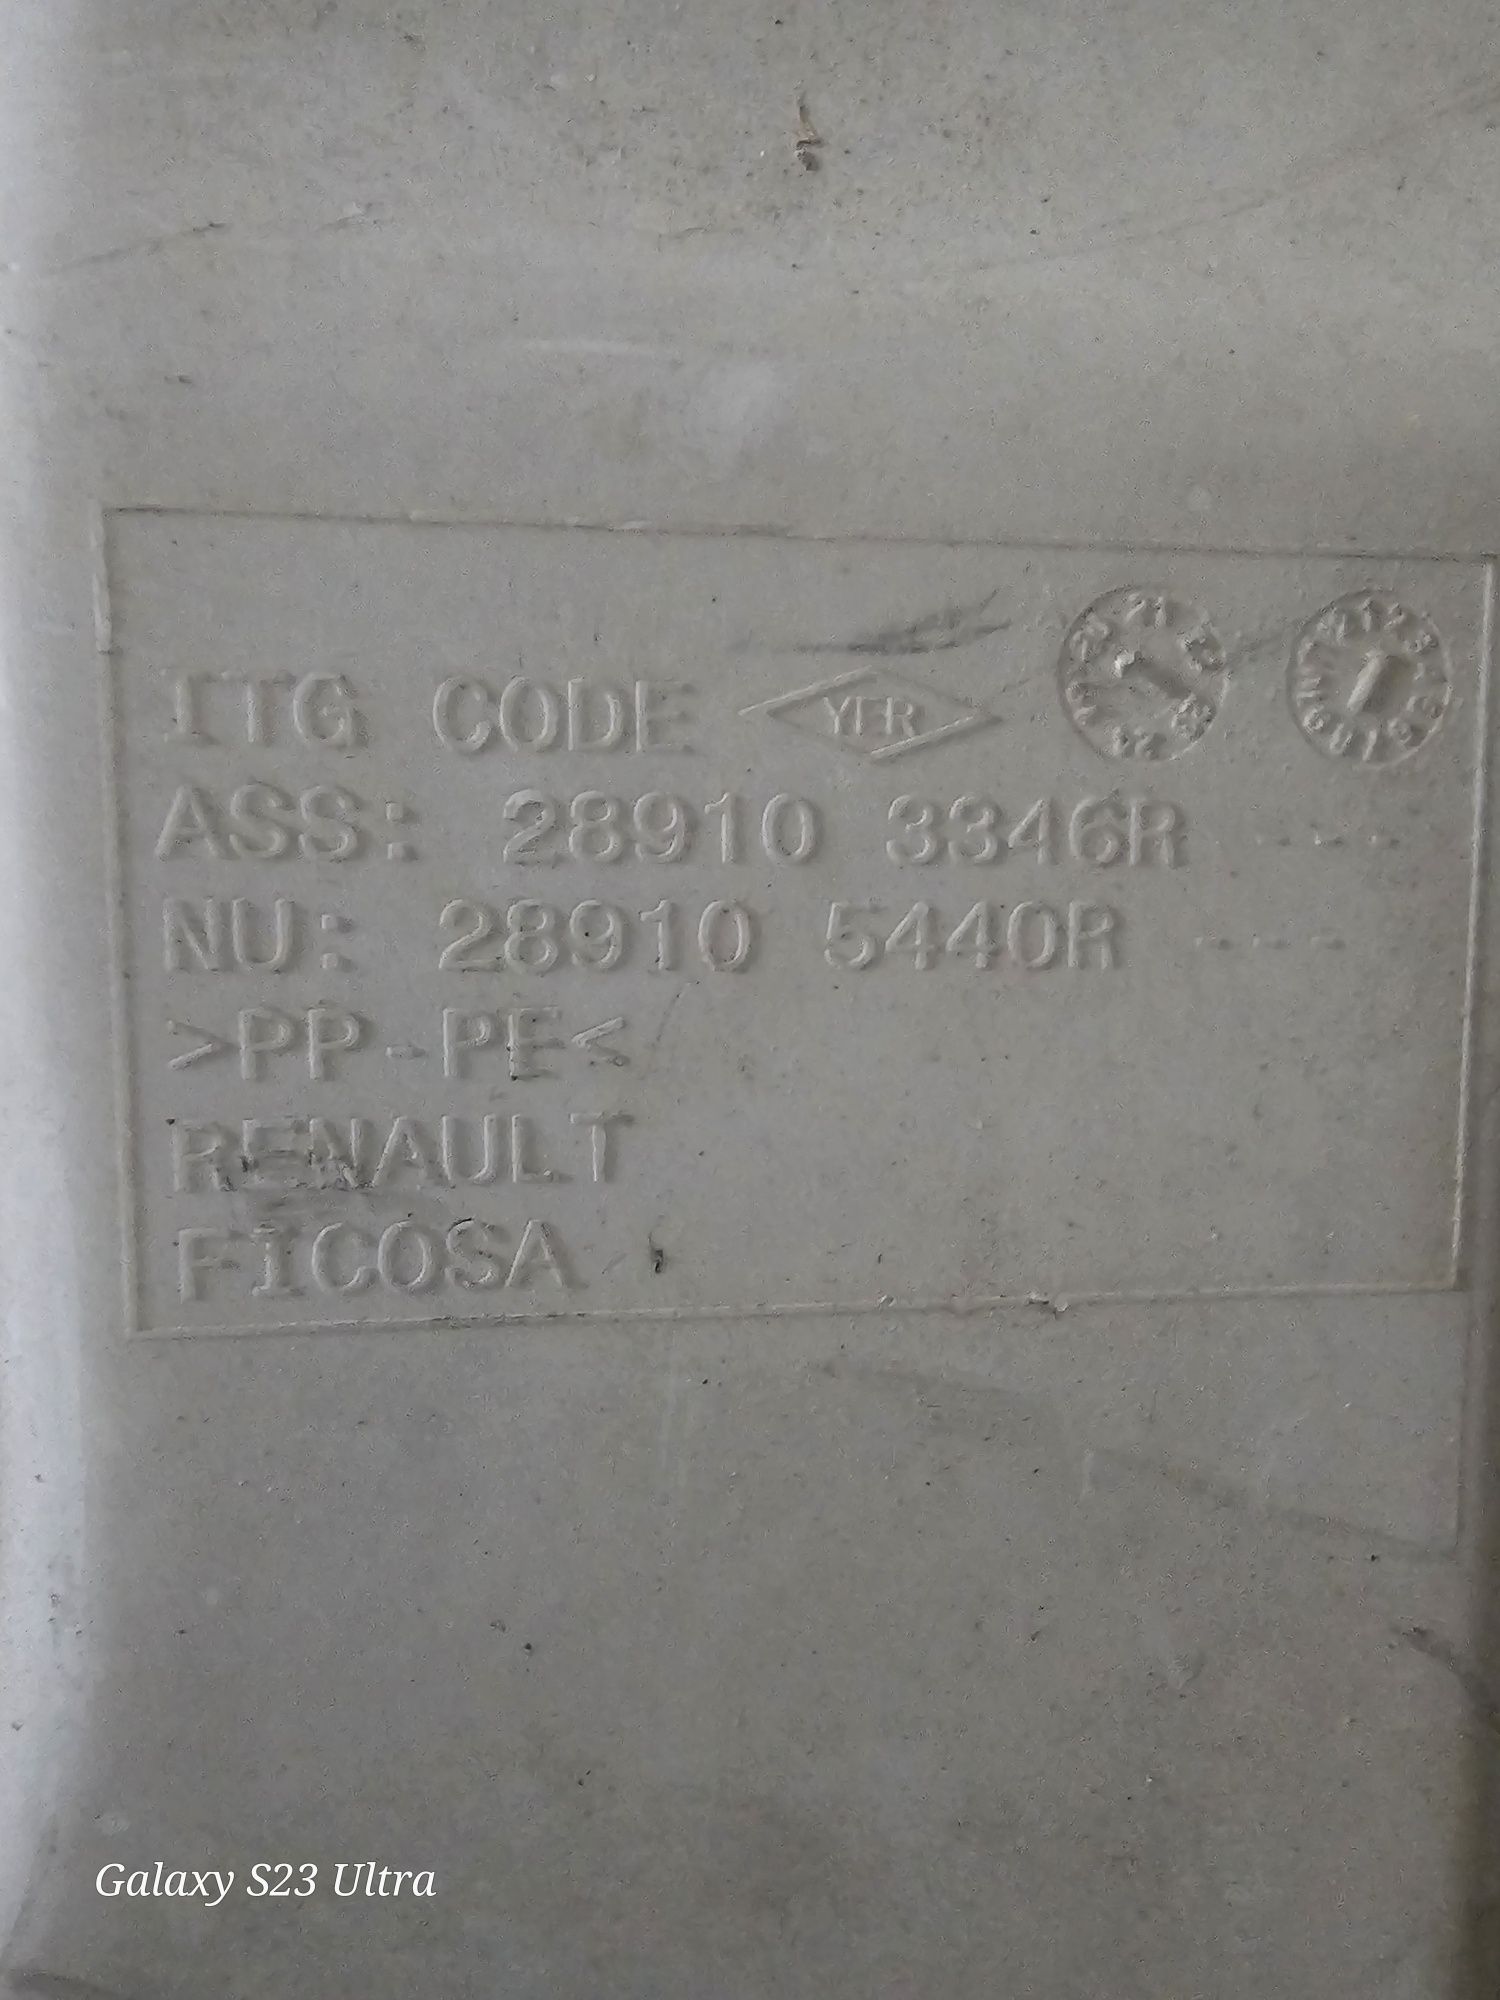 ITG CODE YFR
ASS: 28910 3346R ----
NU: 28910 5440R ---
>PP-PE<
RENAULT
FICOSA
Galaxy S23 Ultra